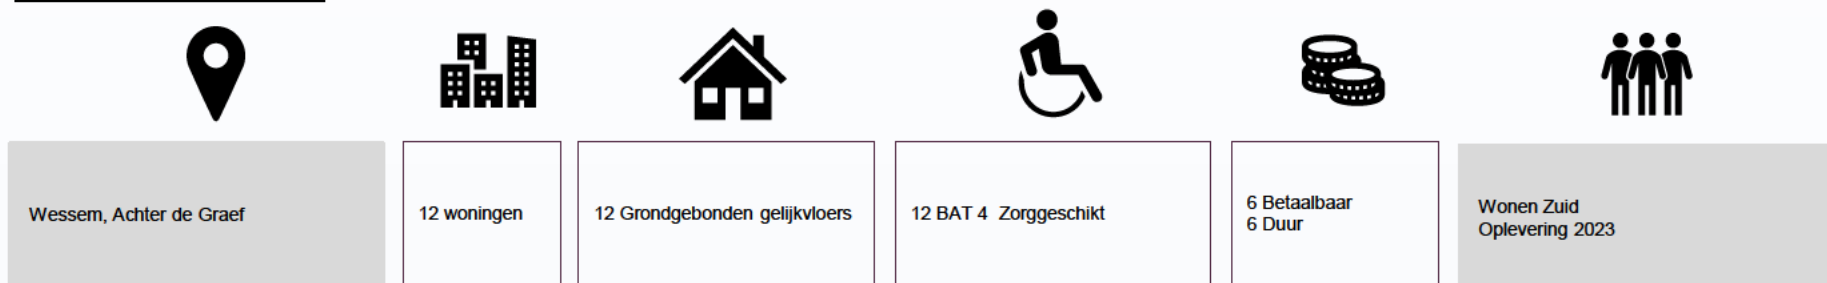 Wessem, Achter de Graef
12 woningen
12 Grondgebonden gelijkvloers
12 BAT 4 Zorggeschikt
6 Betaalbaar
6 Duur
Wonen Zuid
Oplevering 2023